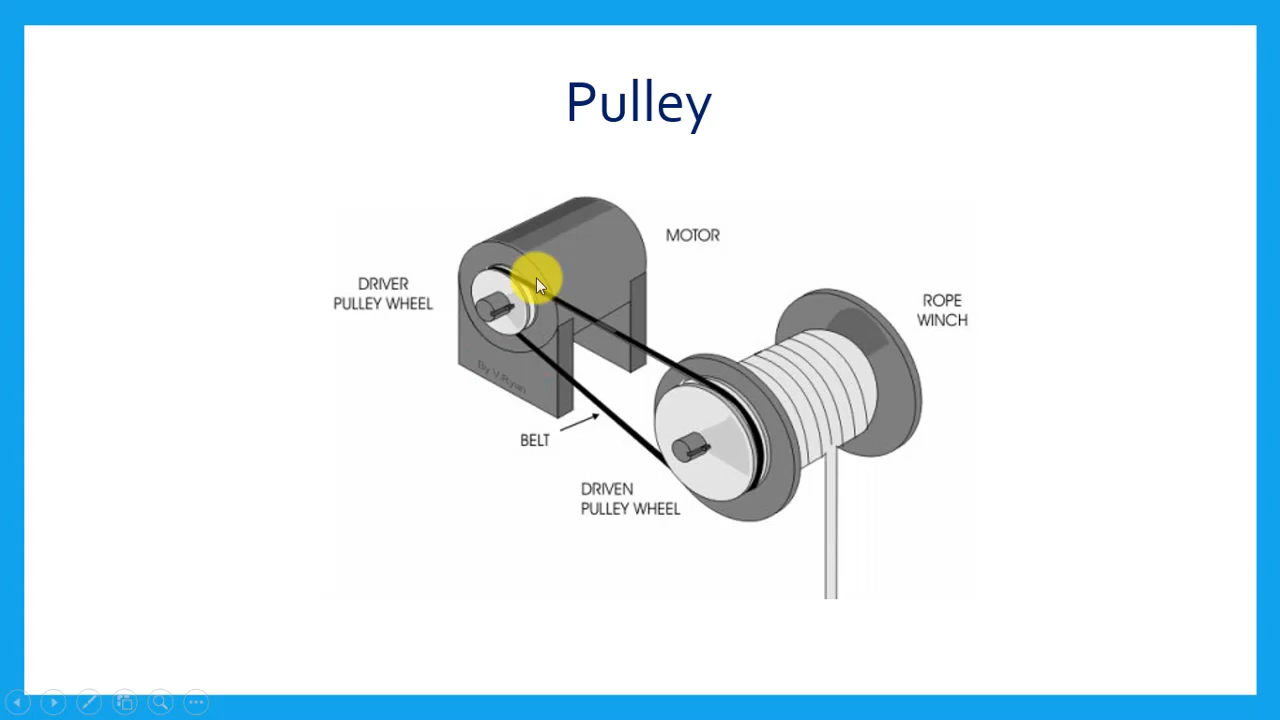 Pulley
MOTOR
DRIVER
PULLEY WHEEL
ROPE
WINCH
By V.Ryan
BELT
DRIVEN
PULLEY WHEEL